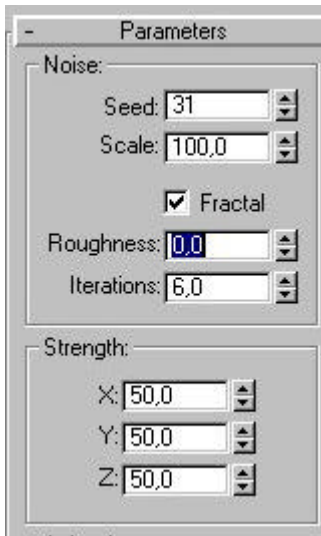 - Parameters
Noise:
Seed: 31
Scale: 100,0
Fractal
Roughness: 0,0
Iterations: 6,0
Strength:
X: 50,0
Y: 50,0
Z: 50,0